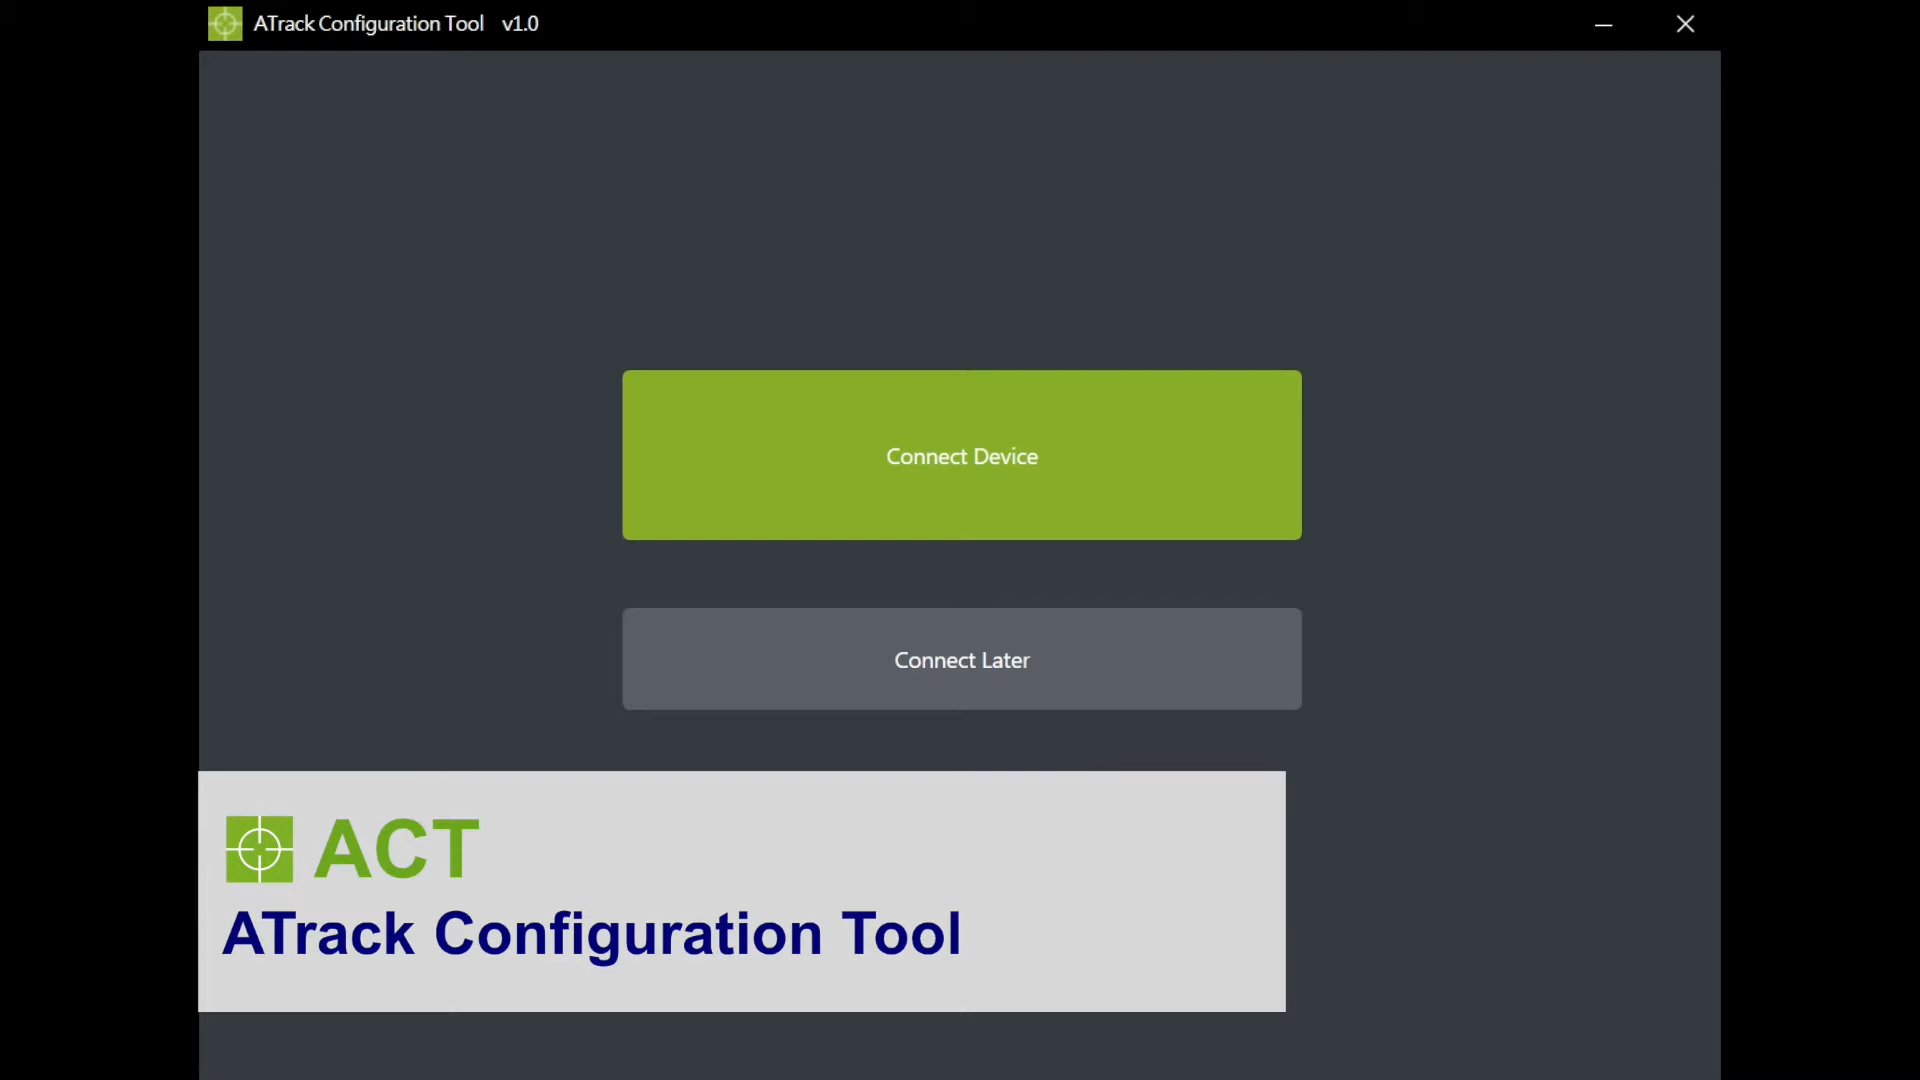 ATrack Configuration Tool v1.0
Connect Device
Connect Later
ACT
ATrack Configuration Tool